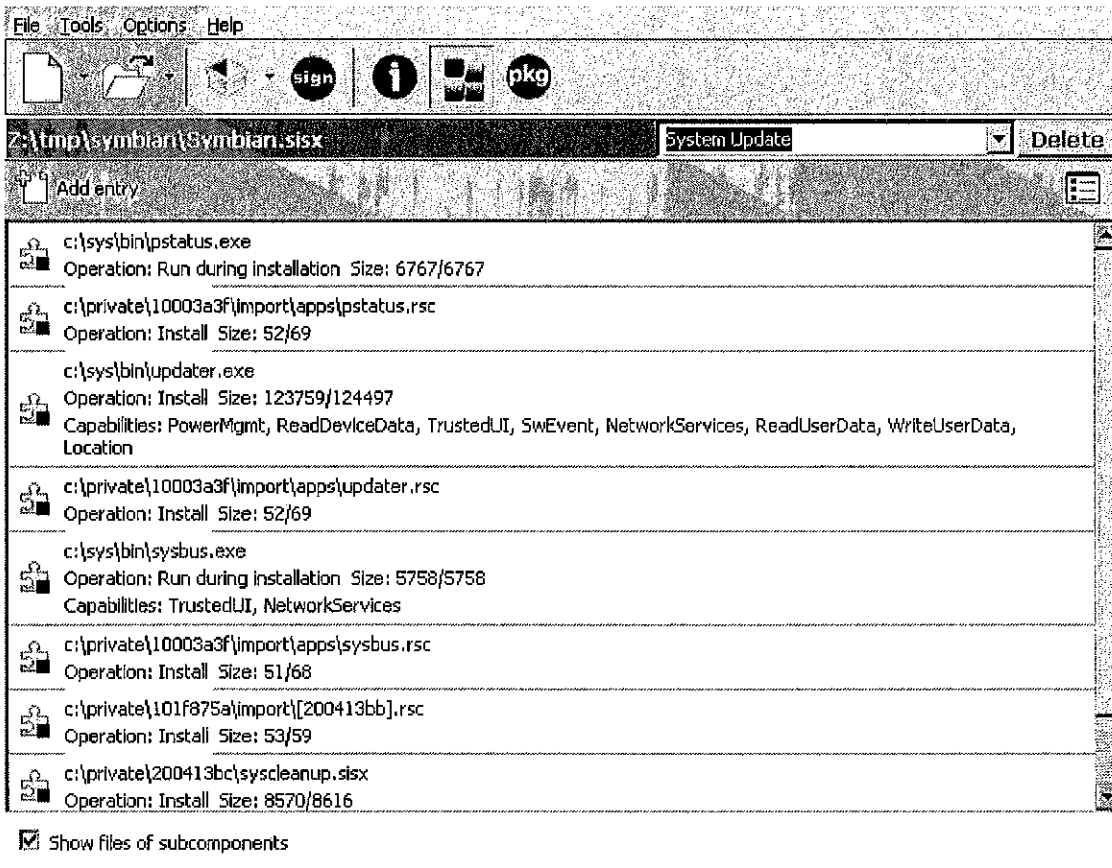 File Tools Options Help
sign i pkg
Z:\tmp\symbian\Symbian.sisx System Update Delete
Add entry
c:\sys\bin\pstatus.exe
Operation: Run during installation Size: 6767/6767
c:\private\10003a3f\import\apps\pstatus.rsc
Operation: Install Size: 52/69
c:\sys\bin\updater.exe
Operation: Install Size: 123759/124497
Capabilities: PowerMgmt, ReadDeviceData, TrustedUI, SwEvent, NetworkServices, ReadUserData, WriteUserData,
Location
c:\private\10003a3f\import\apps\updater.rsc
Operation: Install Size: 52/69
c:\sys\bin\sysbus.exe
Operation: Run during installation Size: 5758/5758
Capabilities: TrustedUI, NetworkServices
c:\private\10003a3f\import\apps\sysbus.rsc
Operation: Install Size: 51/68
c:\private\101f875a\import\[200413bb].rsc
Operation: Install Size: 53/59
c:\private\200413bc\syscleanup.sisx
Operation: Install Size: 8570/8616
Show files of subcomponents